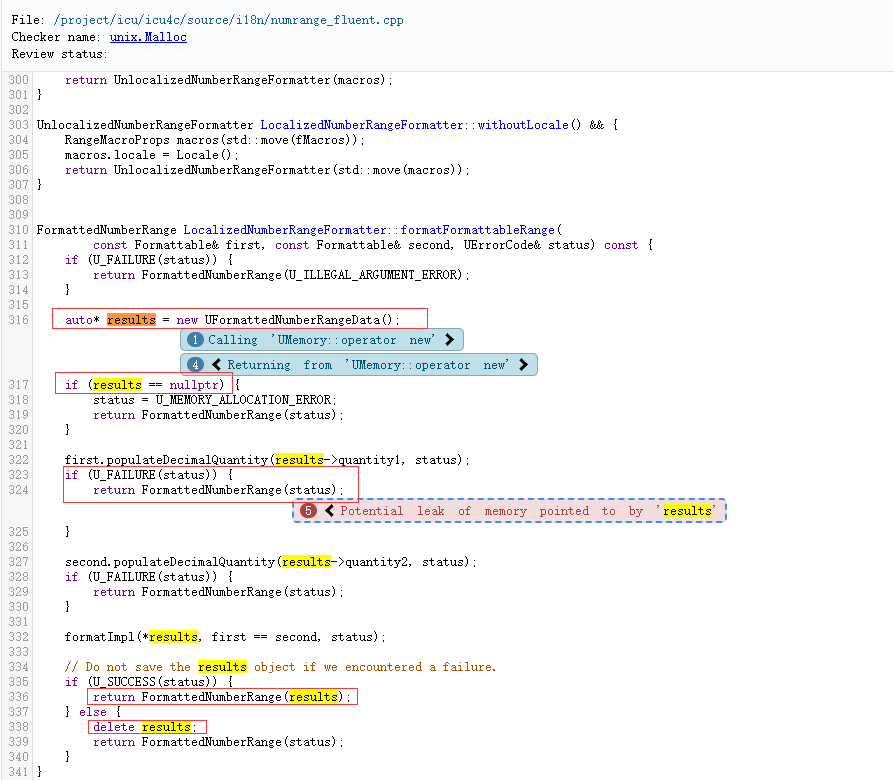 File: /project/icu/icu4c/source/i18n/numrange_fluent.cpp
Checker name: unix.Malloc
Review status:
300     return UnlocalizedNumberRangeFormatter(macros);
301 }
302
303 UnlocalizedNumberRangeFormatter LocalizedNumberRangeFormatter::withoutLocale() && {
304     RangeMacroProps macros(std::move(fMacros));
305     macros.locale = Locale();
306     return UnlocalizedNumberRangeFormatter(std::move(macros));
307 }
308
309
310 FormattedNumberRange LocalizedNumberRangeFormatter::formatFormattableRange(
311         const Formattable& first, const Formattable& second, UErrorCode& status) const {
312     if (U_FAILURE(status)) {
313         return FormattedNumberRange(U_ILLEGAL_ARGUMENT_ERROR);
314     }
315
316     auto* results = new UFormattedNumberRangeData();
1 Calling 'UMemory::operator new'
4 Returning from 'UMemory::operator new'
317     if (results == nullptr) {
318         status = U_MEMORY_ALLOCATION_ERROR;
319         return FormattedNumberRange(status);
320     }
321
322     first.populateDecimalQuantity(results->quantity1, status);
323     if (U_FAILURE(status)) {
324         return FormattedNumberRange(status);
5 Potential leak of memory pointed to by 'results'
325     }
326
327     second.populateDecimalQuantity(results->quantity2, status);
328     if (U_FAILURE(status)) {
329         return FormattedNumberRange(status);
330     }
331
332     formatImpl(*results, first == second, status);
333
334     // Do not save the results object if we encountered a failure.
335     if (U_SUCCESS(status)) {
336         return FormattedNumberRange(results);
337     } else {
338         delete results;
339         return FormattedNumberRange(status);
340     }
341 }